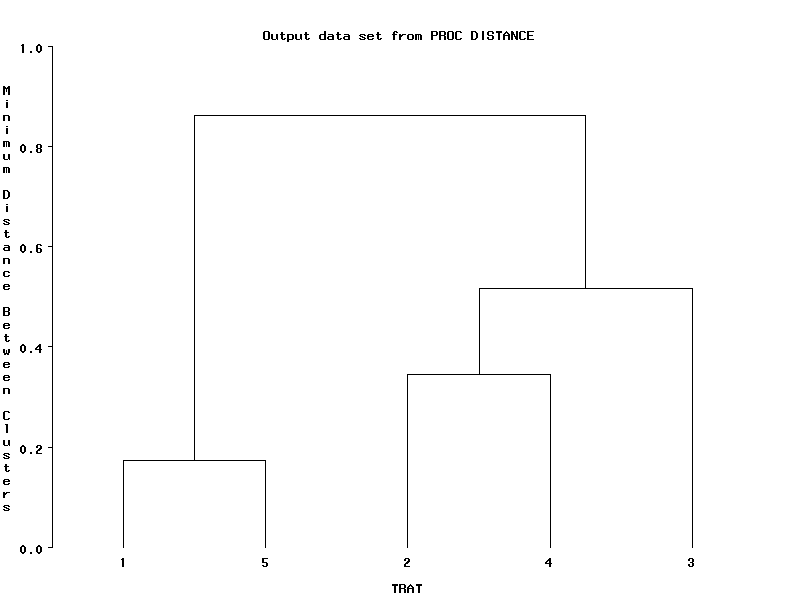 Output data set from PROC DISTANCE
Minimum Distance Between Clusters
1.0
0.8
0.6
0.4
0.2
0.0
1 5 2 4 3
TRAT